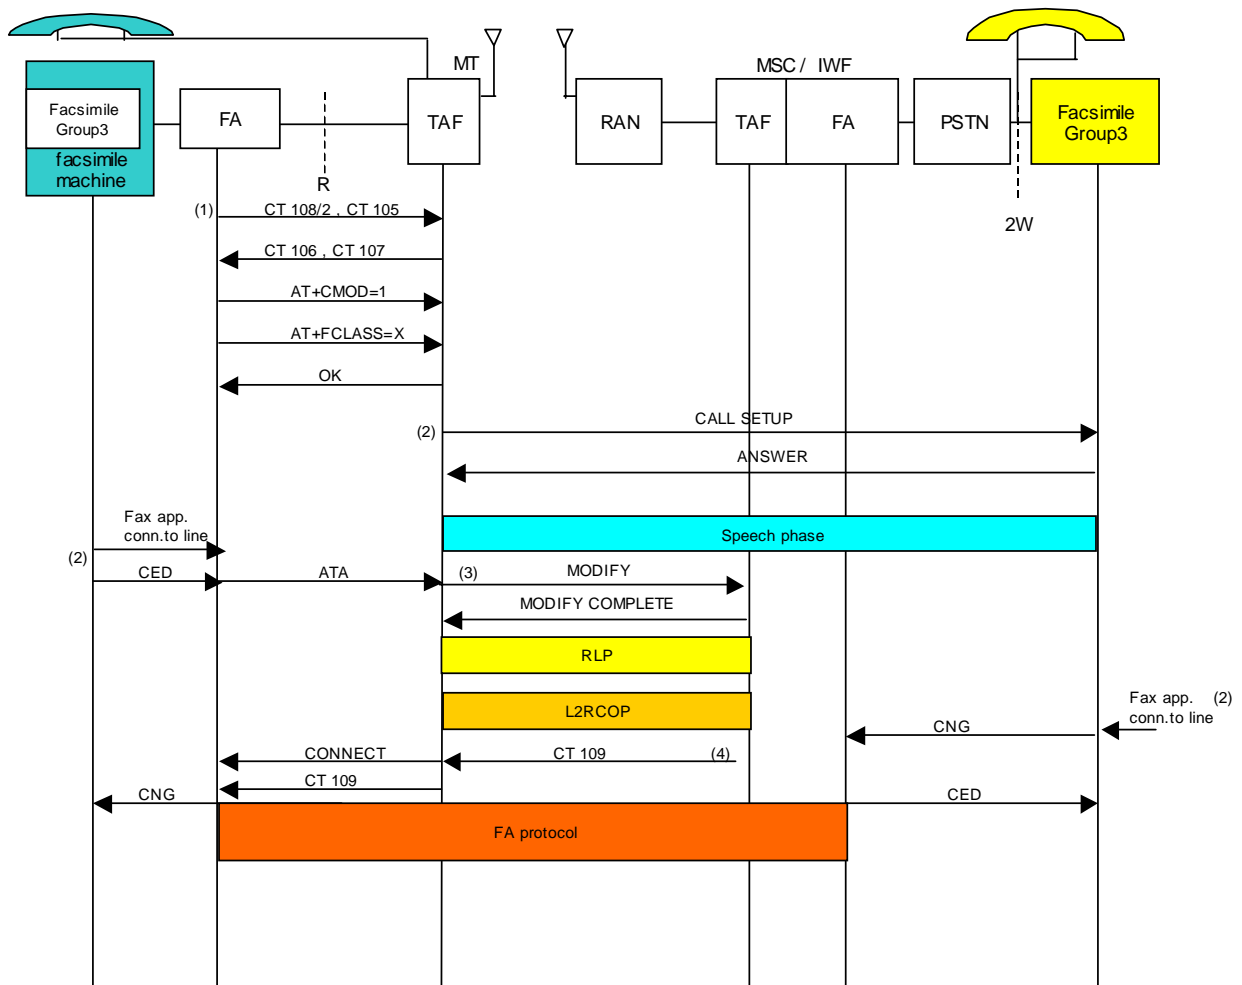 MT
MSC / IWF
Facsimile
Group3
facsimile
machine
FA
TAF
RAN
TAF
FA
PSTN
Facsimile
Group3
R
2W
(1)
CT 108/2 , CT 105
CT 106 , CT 107
AT+CMOD=1
AT+FCLASS=X
OK
(2)
CALL SETUP
ANSWER
Fax app.
conn.to line
(2)
Speech phase
CED
ATA
(3)
MODIFY
MODIFY COMPLETE
RLP
L2RCOP
Fax app. (2)
conn.to line
CNG
CONNECT
CT 109
(4)
CT 109
CNG
CED
FA protocol